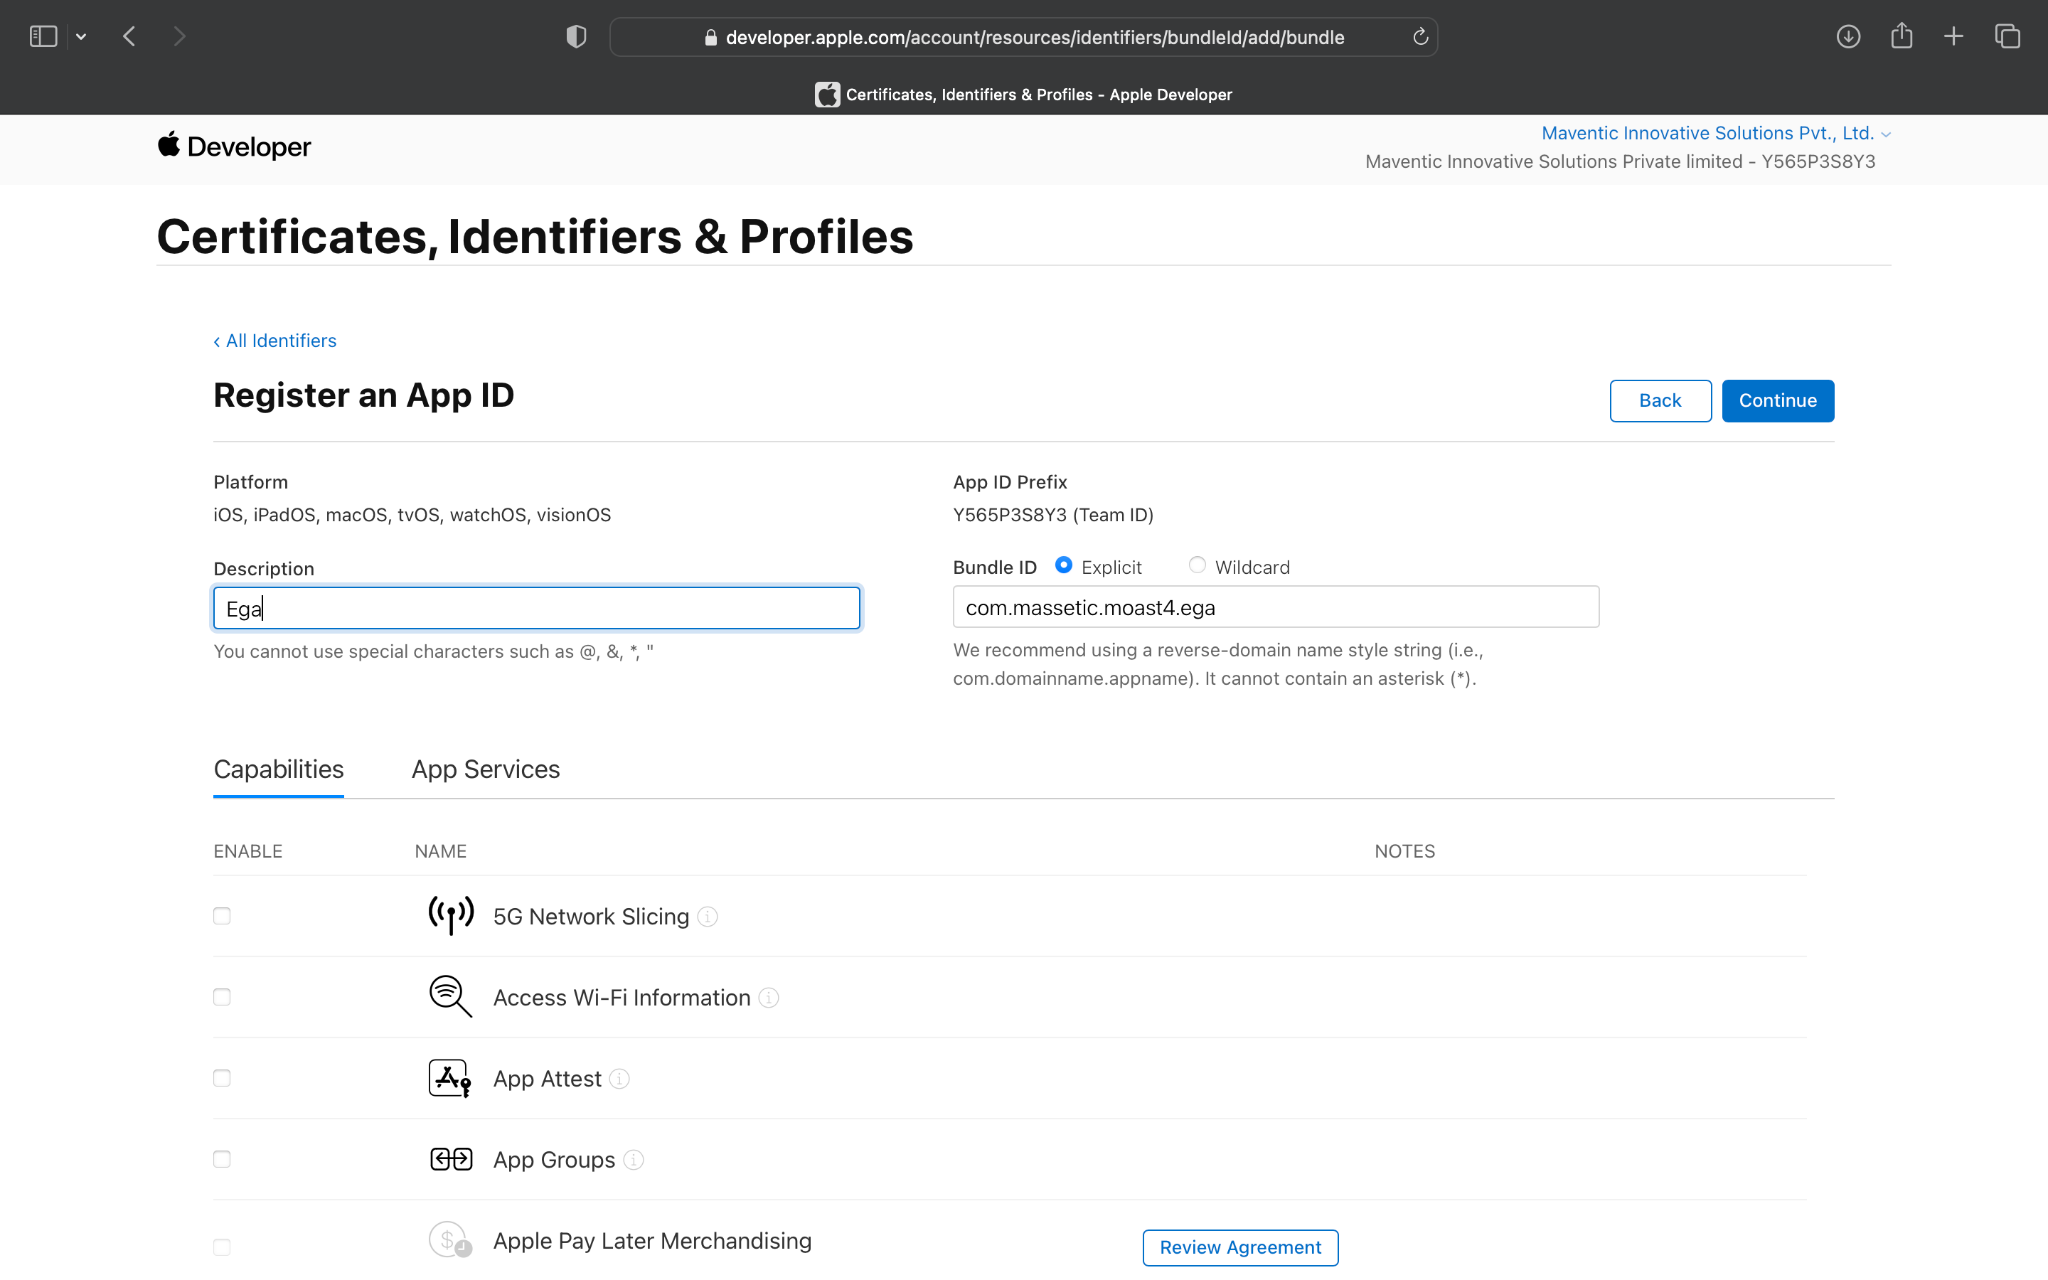 developer.apple.com/account/resources/identifiers/bundleId/add/bundle
Certificates, Identifiers & Profiles - Apple Developer
Developer
Maventic Innovative Solutions Pvt., Ltd.
Maventic Innovative Solutions Private limited - Y565P3S8Y3
Certificates, Identifiers & Profiles
‹ All Identifiers
Register an App ID
Back
Continue
Platform
iOS, iPadOS, macOS, tvOS, watchOS, visionOS
App ID Prefix
Y565P3S8Y3 (Team ID)
Description
Ega
You cannot use special characters such as @, &, *, "
Bundle ID Explicit Wildcard
com.massetic.moast4.ega
We recommend using a reverse-domain name style string (i.e.,
com.domainname.appname). It cannot contain an asterisk (*).
Capabilities App Services
ENABLE NAME NOTES
5G Network Slicing
Access Wi-Fi Information
App Attest
App Groups
Apple Pay Later Merchandising
Review Agreement